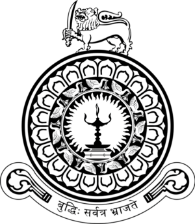 बुद्धिः सर्वत्र भ्राजते